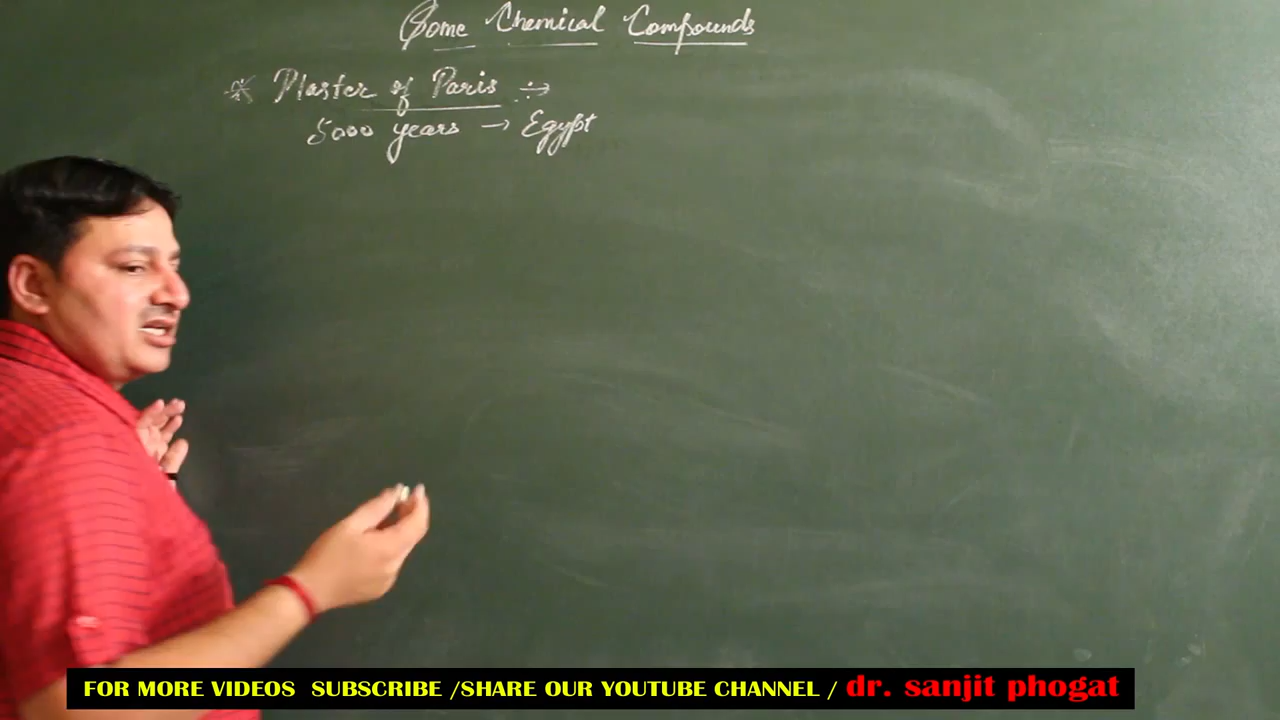 Some Chemical Compounds
* Plaster of Paris ÷→
5000 years → Egypt
FOR MORE VIDEOS SUBSCRIBE /SHARE OUR YOUTUBE CHANNEL / dr. sanjit phogat